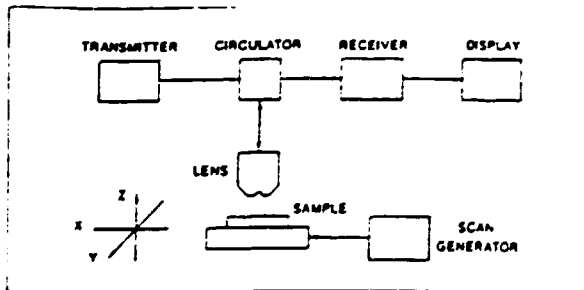 TRANSMITTER CIRCULATOR RECEIVER DISPLAY
LENS
Z
SAMPLE
X
Y
SCAN
GENERATOR